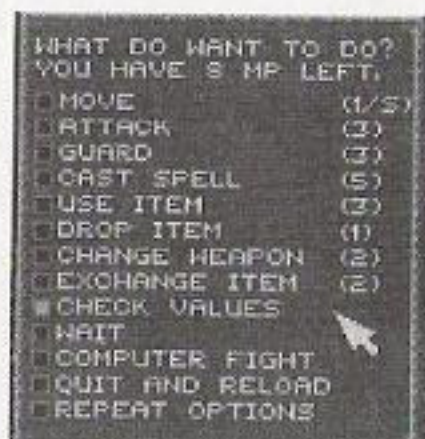 WHAT DO WANT TO DO?
YOU HAVE 8 MP LEFT.
MOVE (1/S)
ATTACK (3)
GUARD (3)
CAST SPELL (5)
USE ITEM (3)
DROP ITEM (1)
CHANGE WEAPON (2)
EXCHANGE ITEM (2)
CHECK VALUES
WAIT
COMPUTER FIGHT
QUIT AND RELOAD
REPEAT OPTIONS